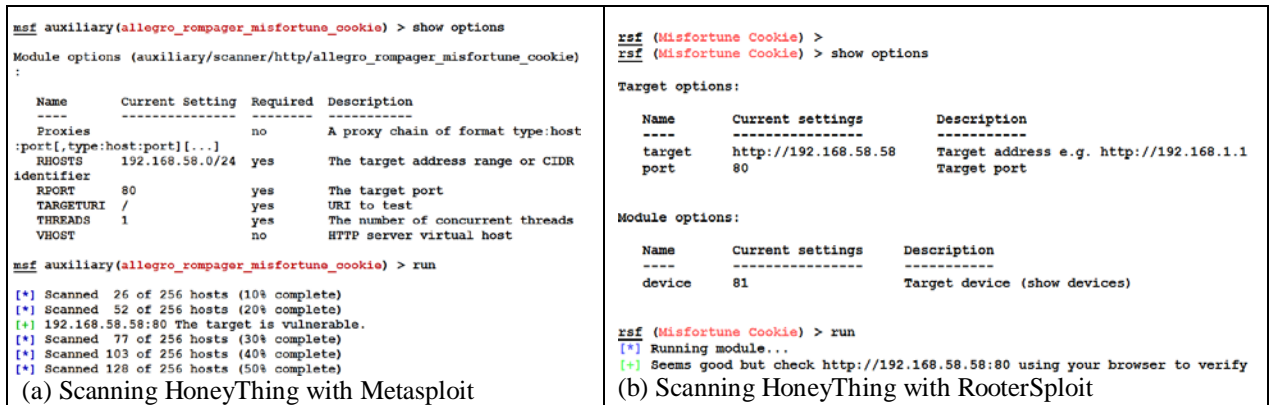 msf auxiliary(allegro_rompager_misfortune_cookie) > show options
Module options (auxiliary/scanner/http/allegro_rompager_misfortune_cookie)
:
Name Current Setting Required Description
---- --------------- -------- -----------
Proxies no A proxy chain of format type:host
:port[,type:host:port][...]
RHOSTS 192.168.58.0/24 yes The target address range or CIDR
identifier
RPORT 80 yes The target port
TARGETURI / yes URI to test
THREADS 1 yes The number of concurrent threads
VHOST no HTTP server virtual host
msf auxiliary(allegro_rompager_misfortune_cookie) > run
[*] Scanned 26 of 256 hosts (10% complete)
[*] Scanned 52 of 256 hosts (20% complete)
[+] 192.168.58.58:80 The target is vulnerable.
[*] Scanned 77 of 256 hosts (30% complete)
[*] Scanned 103 of 256 hosts (40% complete)
[*] Scanned 128 of 256 hosts (50% complete)
(a) Scanning HoneyThing with Metasploit
rsf (Misfortune Cookie) >
rsf (Misfortune Cookie) > show options
Target options:
Name Current settings Description
---- ---------------- -----------
target http://192.168.58.58 Target address e.g. http://192.168.1.1
port 80 Target port
Module options:
Name Current settings Description
---- ---------------- -----------
device 81 Target device (show devices)
rsf (Misfortune Cookie) > run
[*] Running module...
[+] Seems good but check http://192.168.58.58:80 using your browser to verify
(b) Scanning HoneyThing with RooterSploit